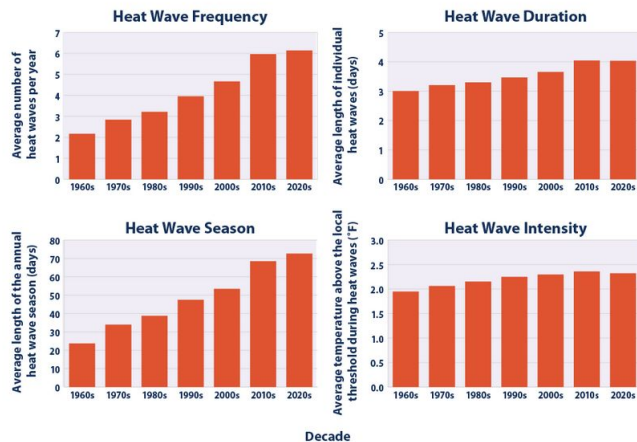 Heat Wave Frequency
Average number of
heat waves per year
7
6
5
4
3
2
1
0
1960s 1970s 1980s 1990s 2000s 2010s 2020s
Heat Wave Duration
Average length of individual
heat waves (days)
5
4
3
2
1
0
1960s 1970s 1980s 1990s 2000s 2010s 2020s
Heat Wave Season
Average length of the annual
heat wave season (days)
80
70
60
50
40
30
20
10
0
1960s 1970s 1980s 1990s 2000s 2010s 2020s
Heat Wave Intensity
Average temperature above the local
threshold during heat waves (°F)
3.0
2.5
2.0
1.5
1.0
0.5
0.0
1960s 1970s 1980s 1990s 2000s 2010s 2020s
Decade